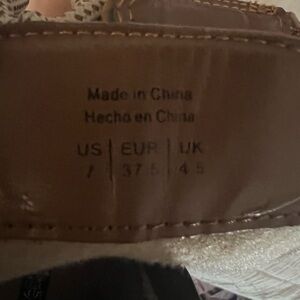 Made in China
Hecho en China
US | EUR | UK
7 | 37.5 | 4.5